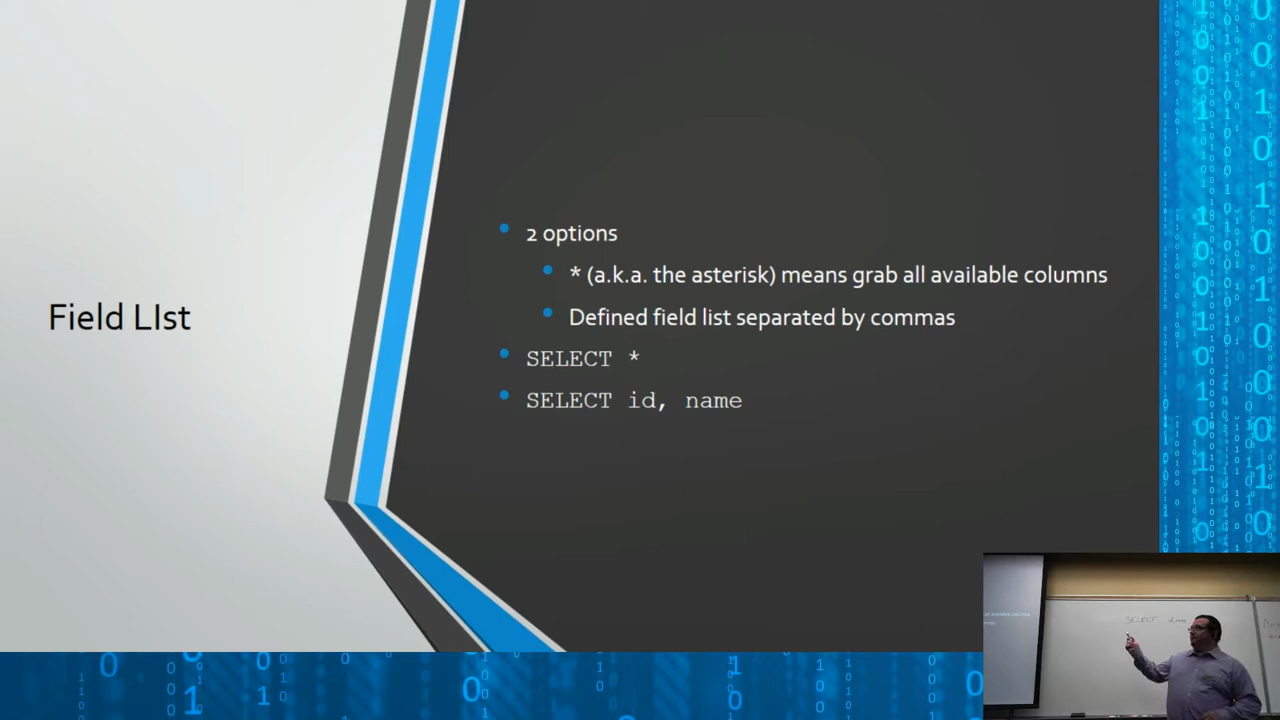 Field LIst
2 options
* (a.k.a. the asterisk) means grab all available columns
Defined field list separated by commas
SELECT *
SELECT id, name
SELECT